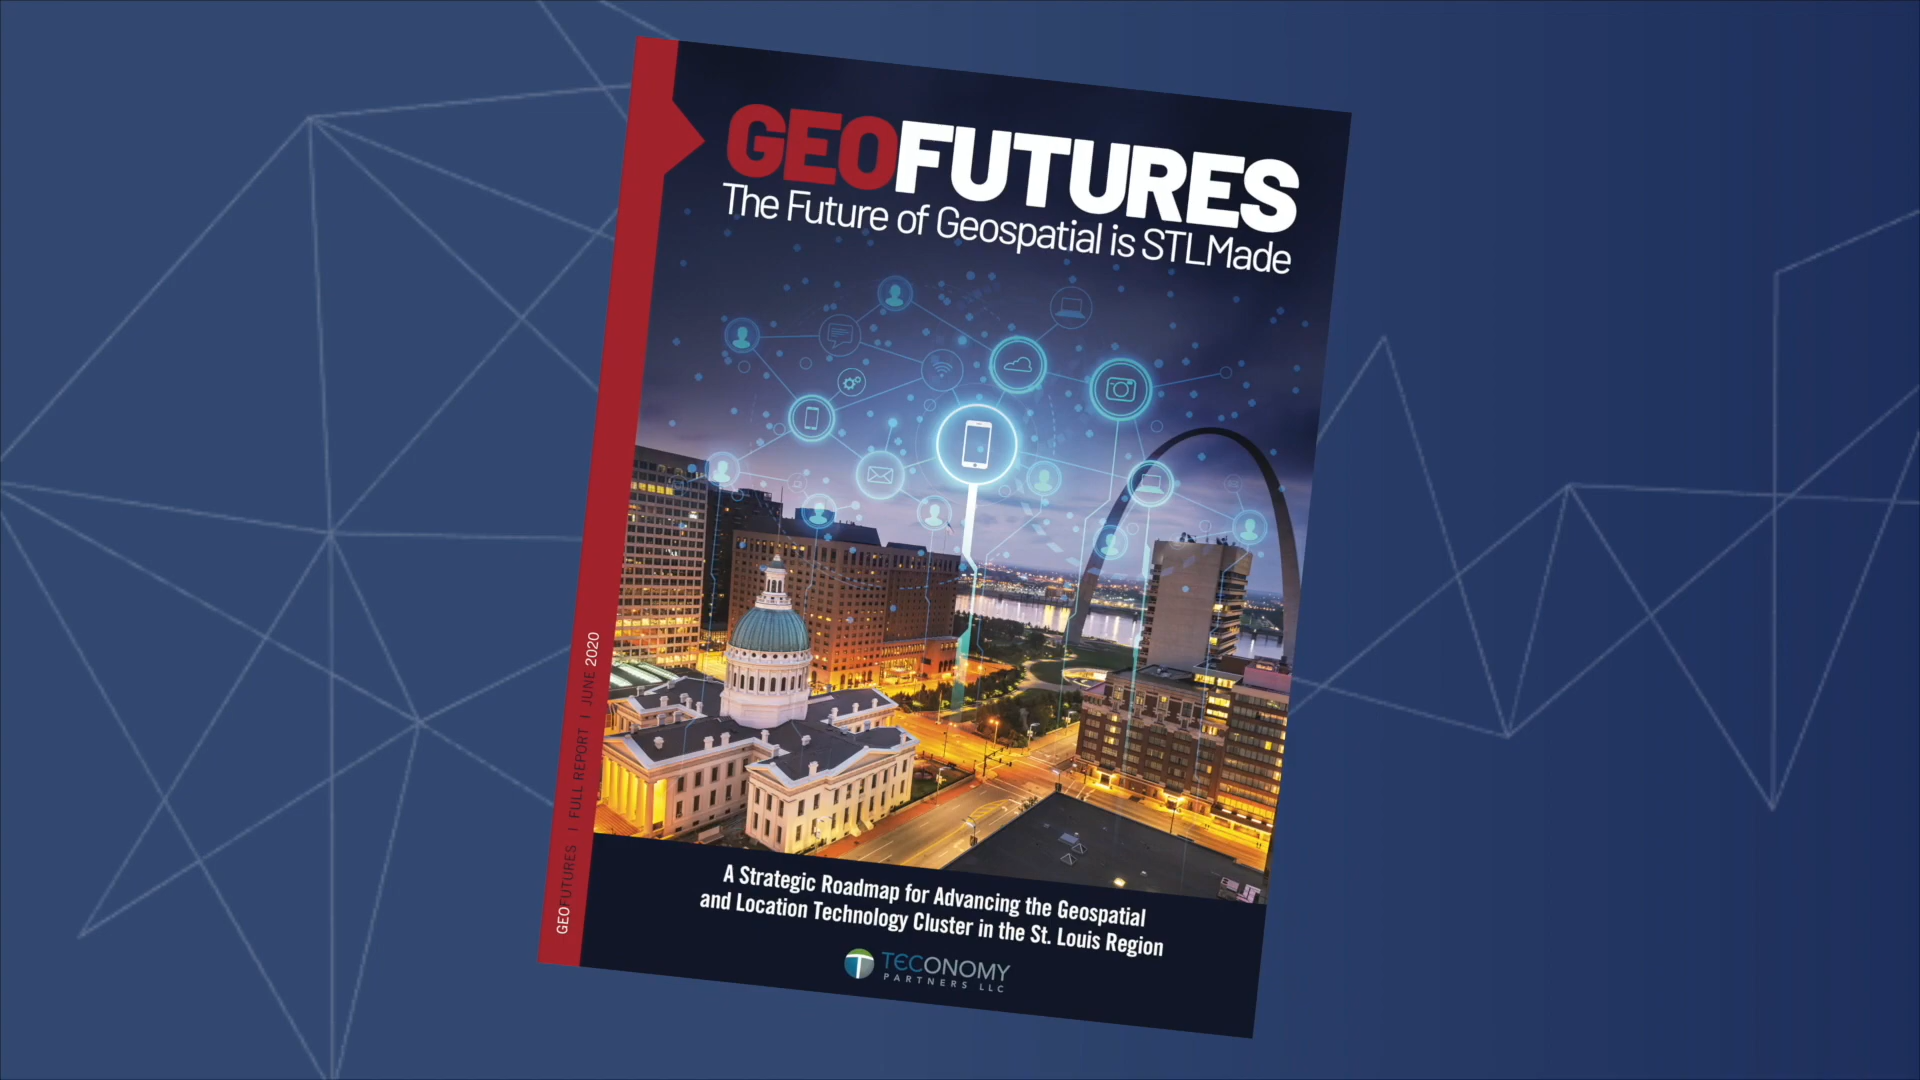 GEOFUTURES
The Future of Geospatial is STLMade
GEOFUTURES I FULL REPORT I JUNE 2020
A Strategic Roadmap for Advancing the Geospatial
and Location Technology Cluster in the St. Louis Region
TECONOMY
PARTNERS LLC